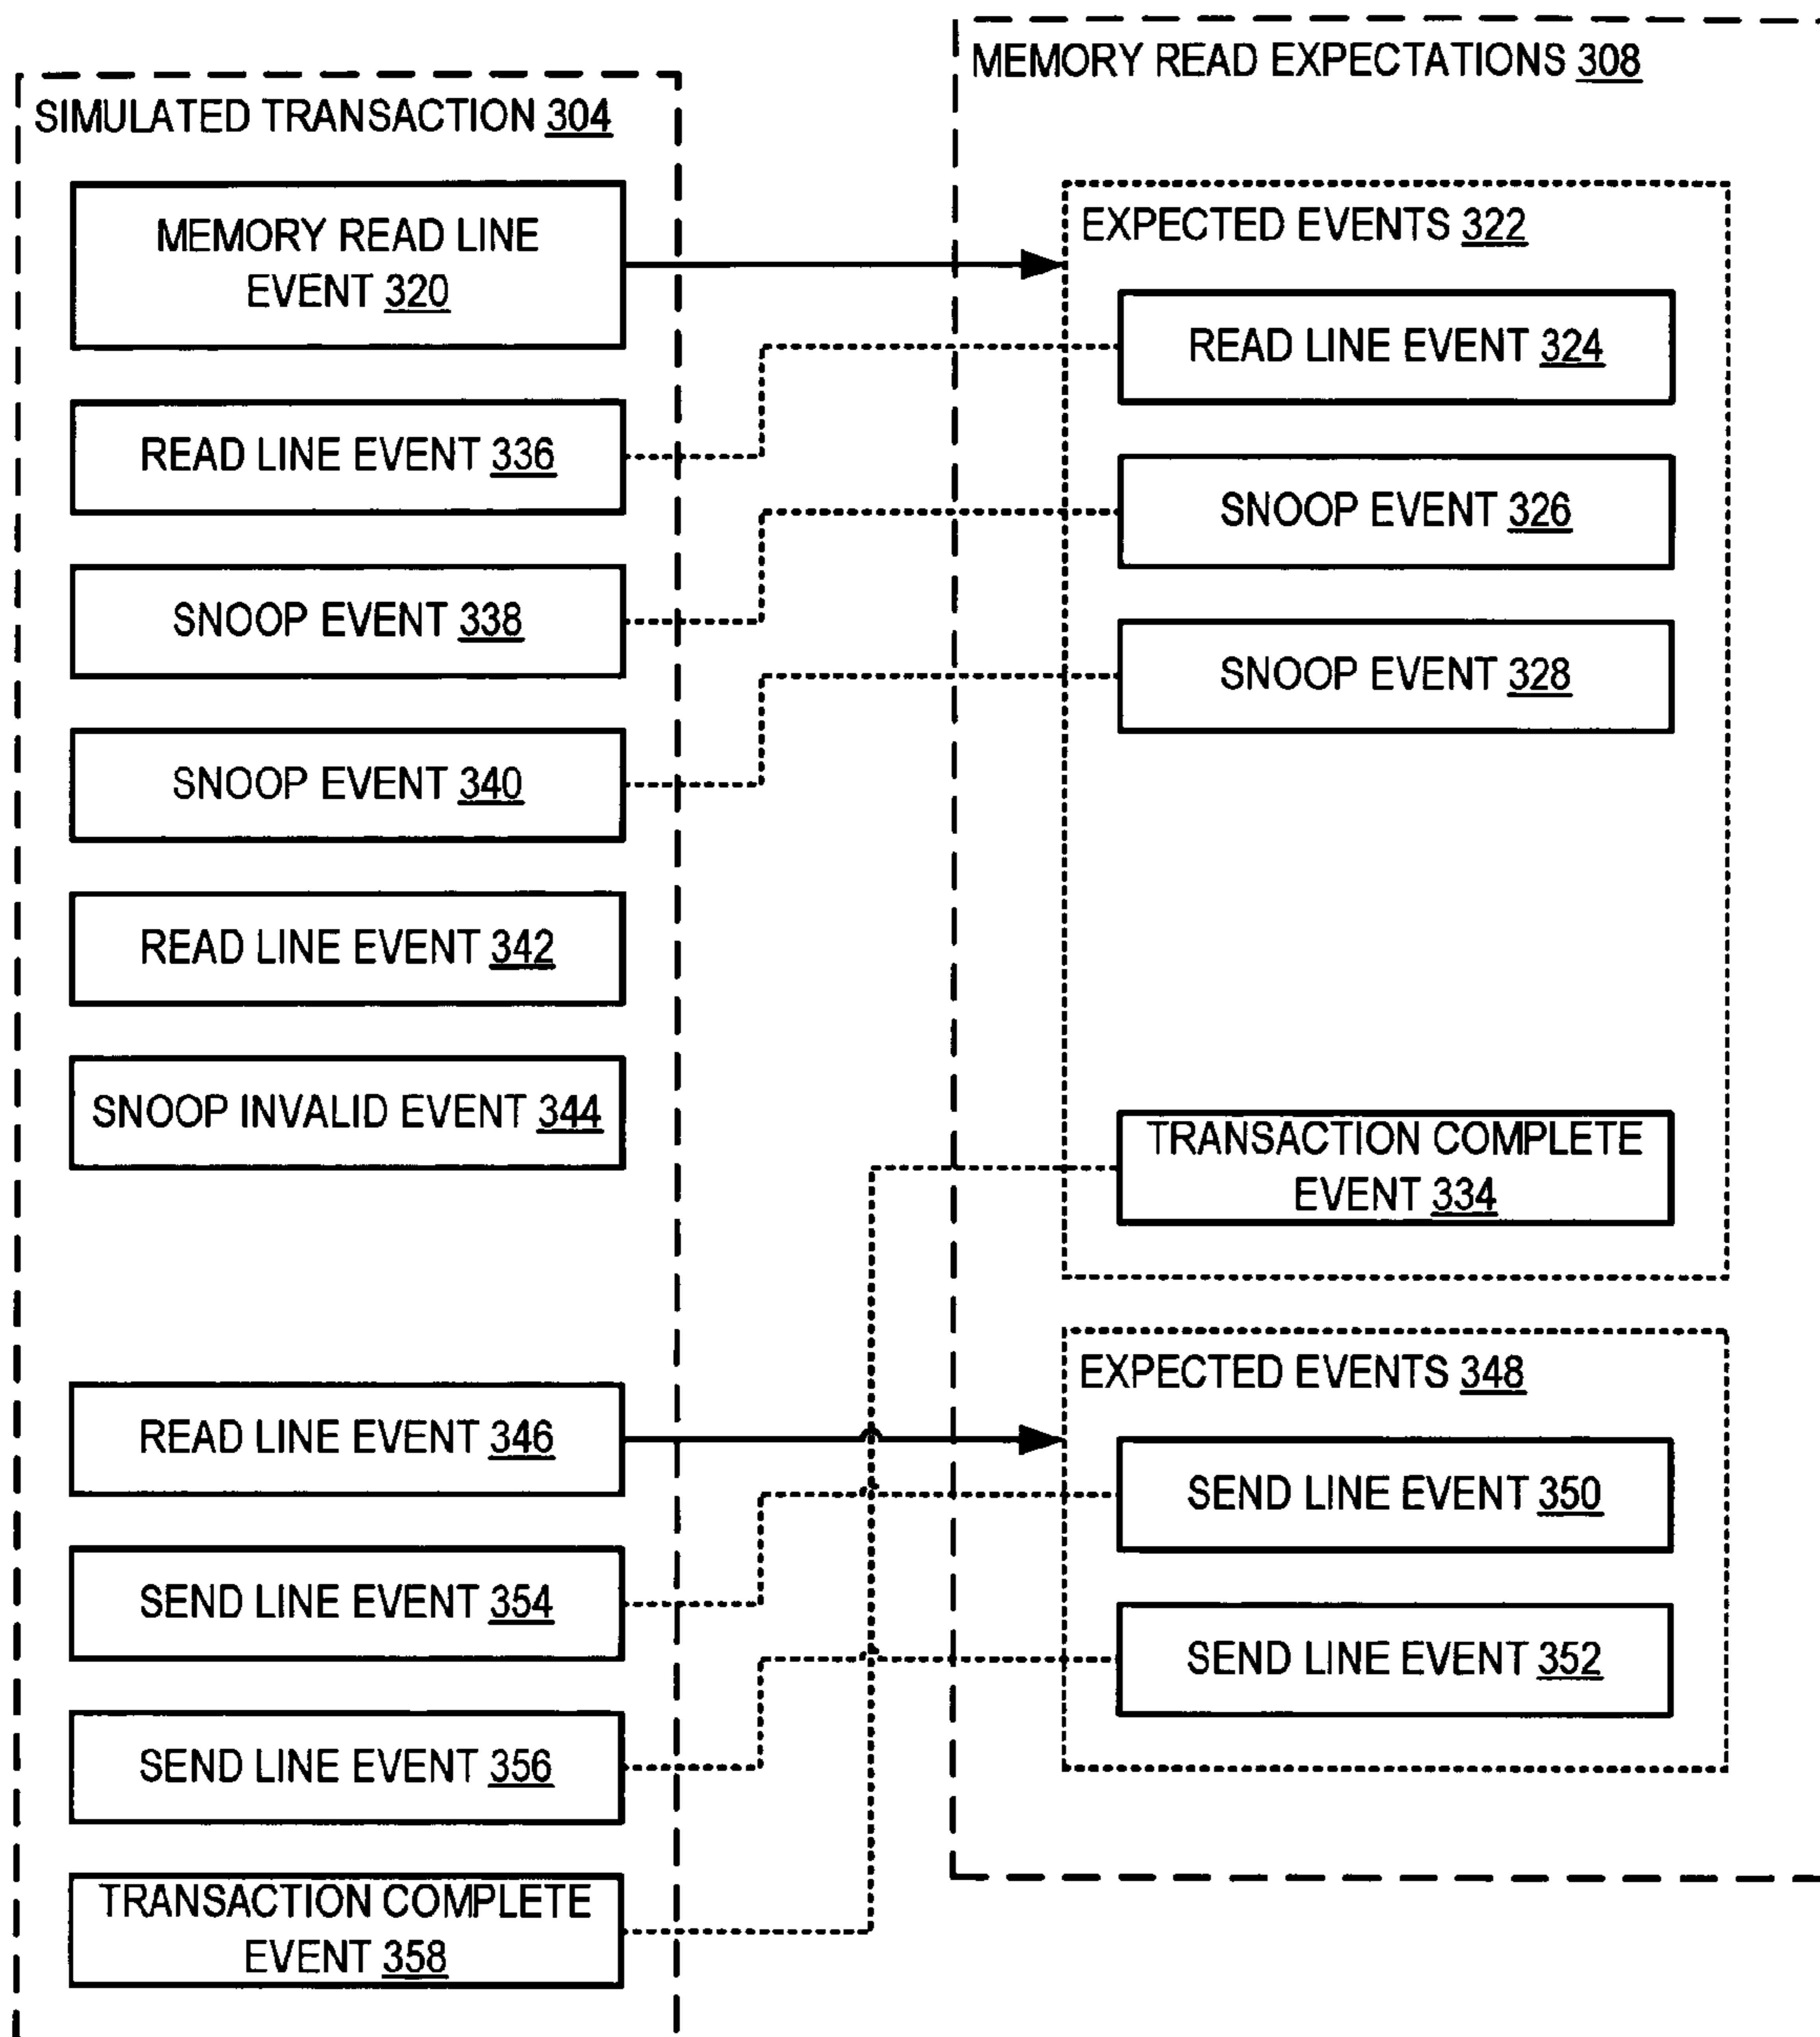 MEMORY READ EXPECTATIONS 308
SIMULATED TRANSACTION 304
MEMORY READ LINE
EVENT 320
READ LINE EVENT 336
SNOOP EVENT 338
SNOOP EVENT 340
READ LINE EVENT 342
SNOOP INVALID EVENT 344
READ LINE EVENT 346
SEND LINE EVENT 354
SEND LINE EVENT 356
TRANSACTION COMPLETE
EVENT 358
EXPECTED EVENTS 322
READ LINE EVENT 324
SNOOP EVENT 326
SNOOP EVENT 328
TRANSACTION COMPLETE
EVENT 334
EXPECTED EVENTS 348
SEND LINE EVENT 350
SEND LINE EVENT 352